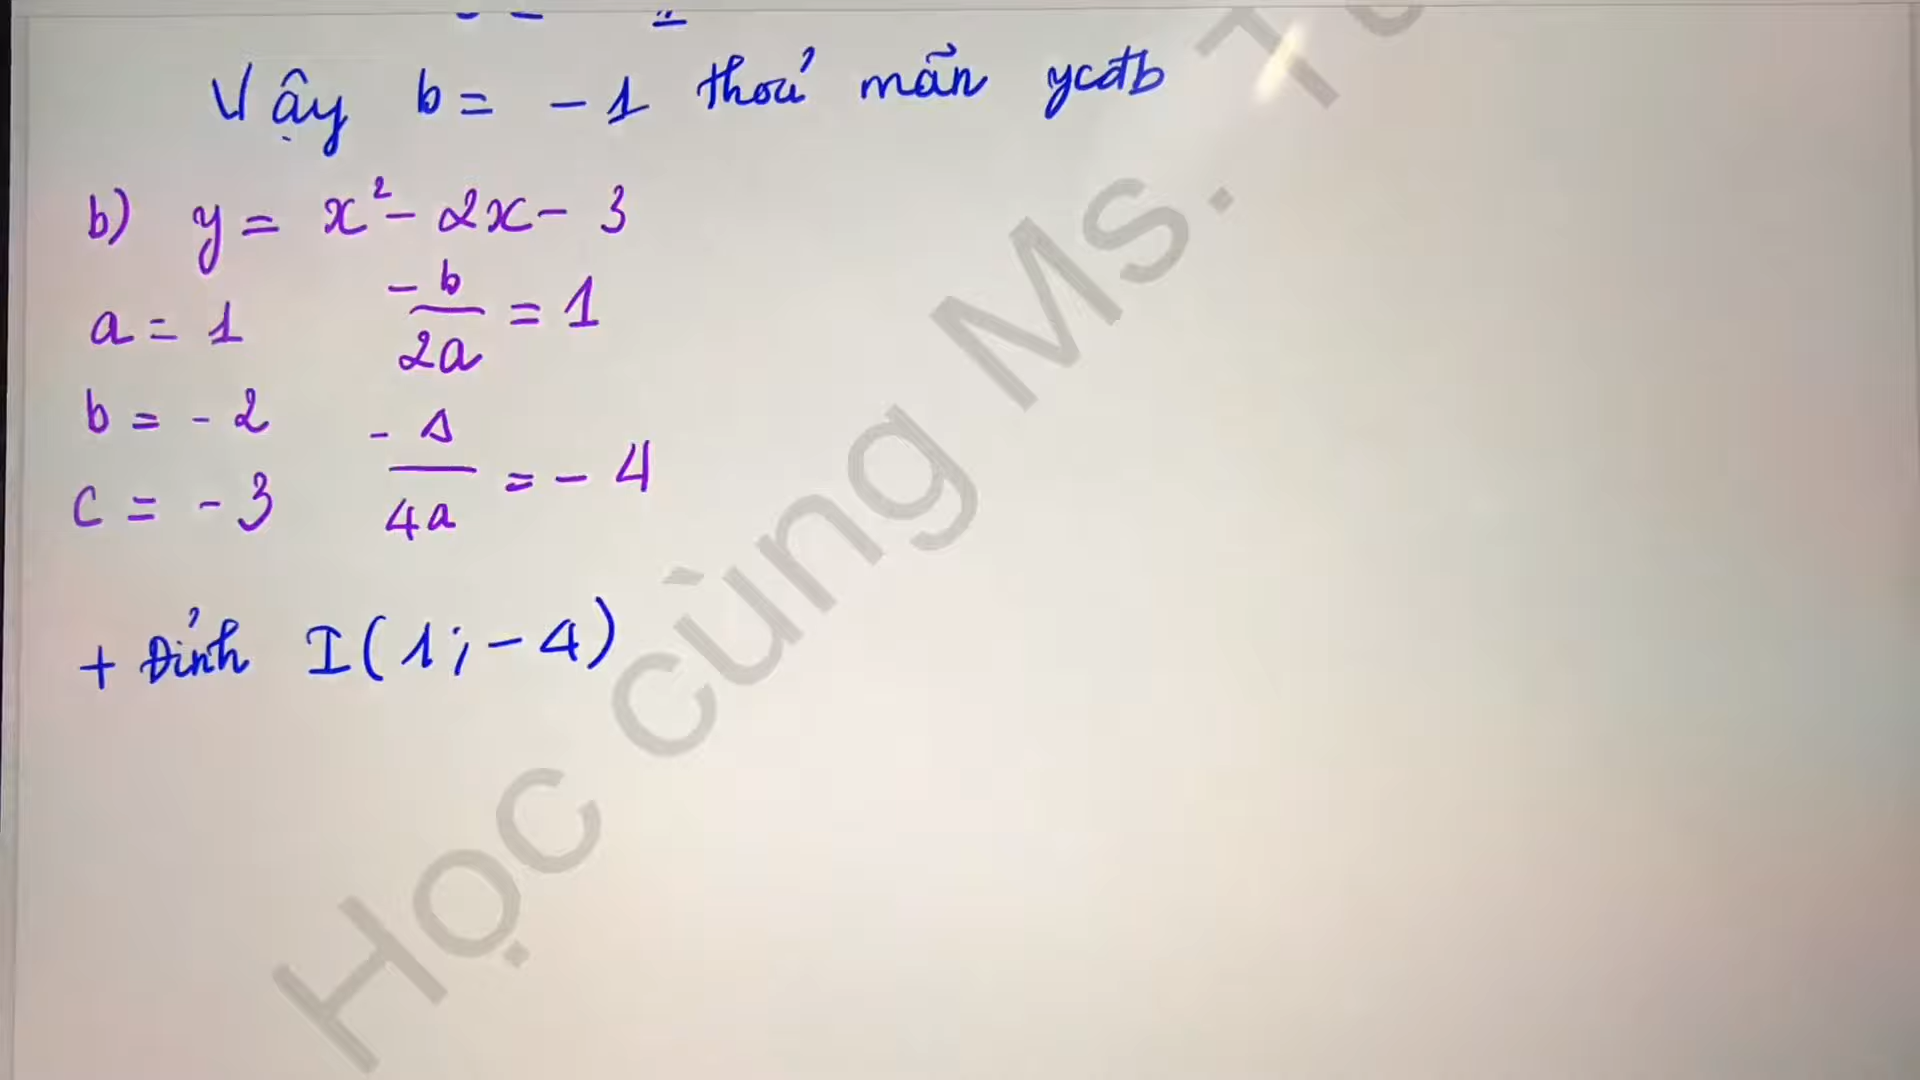 Vậy b = - 1 thoả mãn ycđb
b) y = x² - 2x - 3
a = 1 -b/2a = 1
b = - 2 -Δ/4a = - 4
c = - 3
+ Đỉnh I(1; - 4)
Học cùng Ms. T